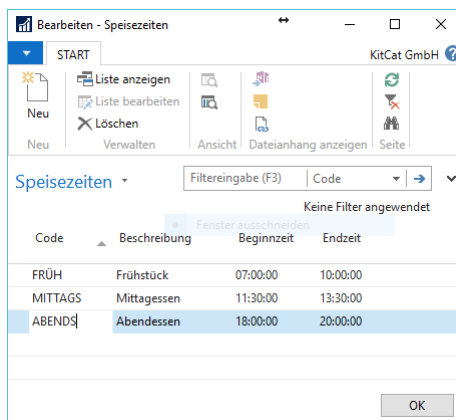 Bearbeiten - Speisezeiten
START
KitCat GmbH
Neu
Liste anzeigen
Liste bearbeiten
Löschen
Neu
Verwalten
Ansicht
Dateianhang anzeigen
Seite
Speisezeiten
Filtereingabe (F3)
Code
Keine Filter angewendet
Fenster ausschneiden
Code Beschreibung Beginnzeit Endzeit
FRÜH Frühstück 07:00:00 10:00:00
MITTAGS Mittagessen 11:30:00 13:30:00
ABENDS Abendessen 18:00:00 20:00:00
OK